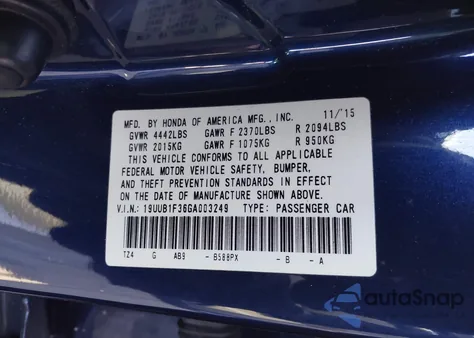 MFD. BY HONDA OF AMERICA MFG., INC. 11/'15
GVWR 4442LBS GAWR F 2370LBS R 2094LBS
GVWR 2015KG GAWR F 1075KG R 950KG
THIS VEHICLE CONFORMS TO ALL APPLICABLE
FEDERAL MOTOR VEHICLE SAFETY, BUMPER,
AND THEFT PREVENTION STANDARDS IN EFFECT
ON THE DATE OF MANUFACTURE SHOWN ABOVE.
V.I.N.: 19UUB1F36GA003249 TYPE: PASSENGER CAR
TZ4 G AB9 - B588PX - B - A
autoSnap